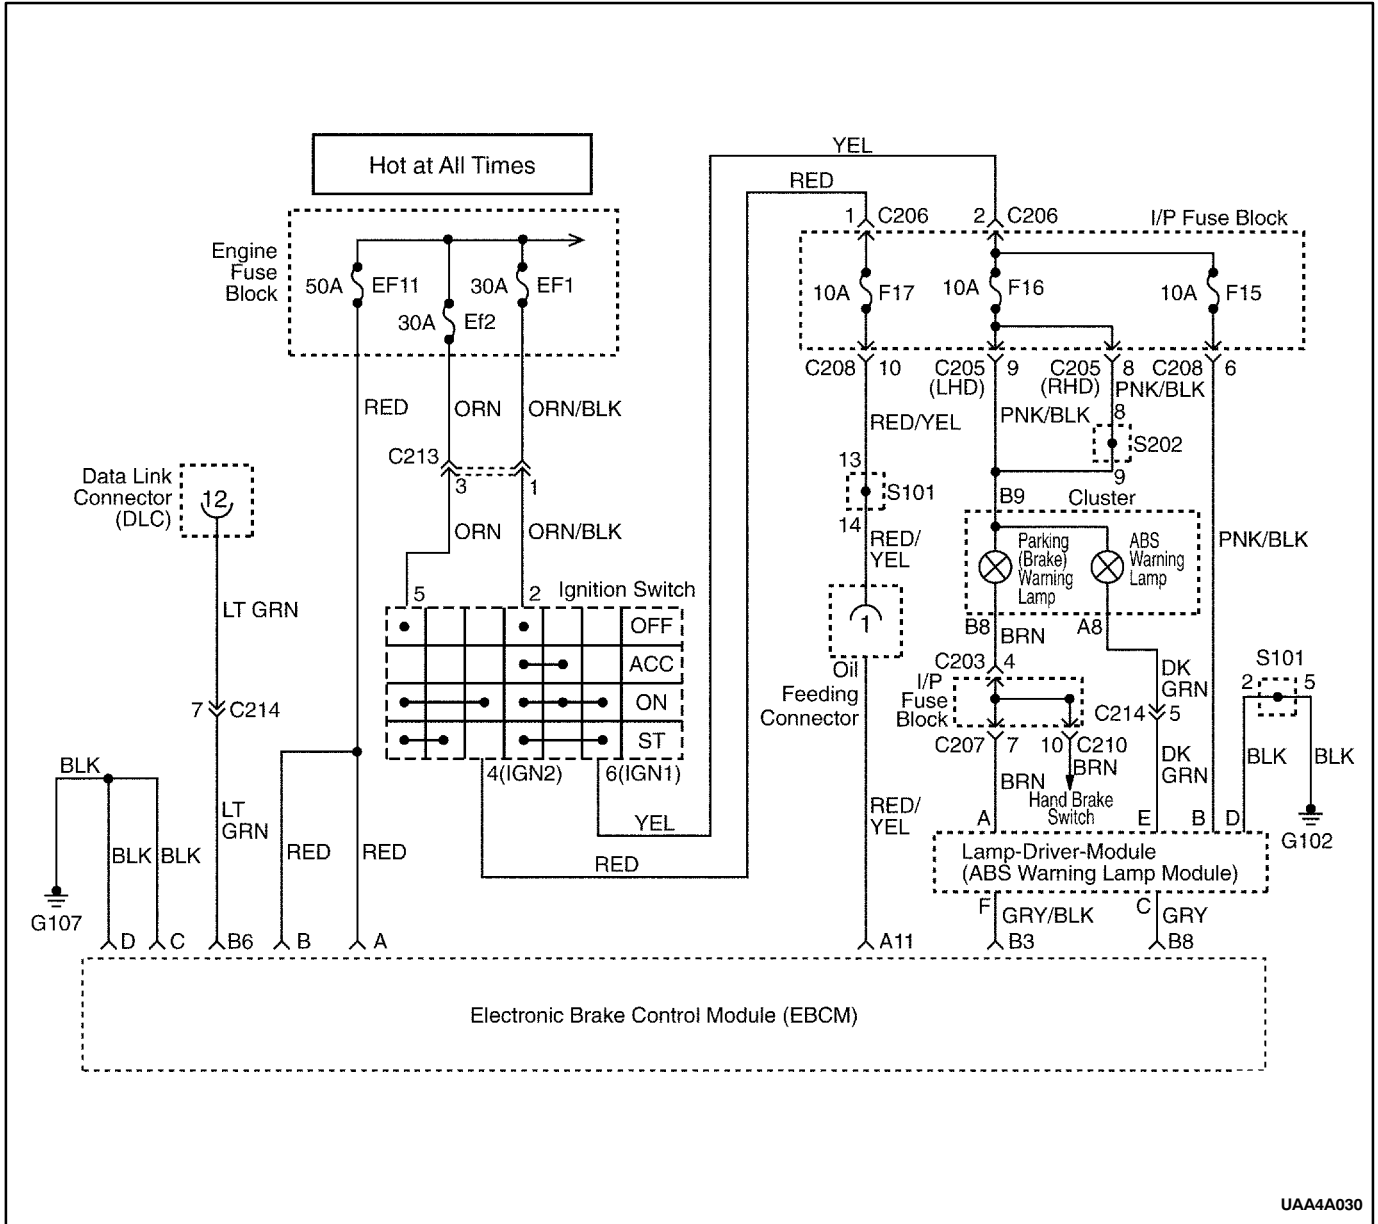 YEL
Hot at All Times
RED
1 C206
2 C206
I/P Fuse Block
Engine
Fuse
Block
50A EF11
30A EF1
30A Ef2
10A F17
10A F16
10A F15
C208 10
C205 9
(LHD)
C205 8
(RHD)
C208 6
PNK/BLK
RED
ORN
ORN/BLK
RED/YEL
PNK/BLK
8
S202
9
C213
3
1
13
S101
14
Data Link
Connector
(DLC)
12
B9
Cluster
ORN
ORN/BLK
RED/
YEL
Parking
(Brake)
Warning
Lamp
ABS
Warning
Lamp
PNK/BLK
5
2
Ignition Switch
LT GRN
OFF
ACC
ON
ST
1
Oil
Feeding
Connector
B8
BRN
A8
C203 4
I/P
Fuse
Block
DK
GRN
S101
2
5
7 C214
C214 5
C207 7
10 C210
BRN
4(IGN2)
6(IGN1)
BLK
BRN
Hand Brake
Switch
DK
GRN
BLK
BLK
LT
GRN
YEL
RED/
YEL
A
E
B
D
G102
BLK
BLK
RED
RED
RED
Lamp-Driver-Module
(ABS Warning Lamp Module)
G107
F
GRY/BLK
C
GRY
D
C
B6
B
A
A11
B3
B8
Electronic Brake Control Module (EBCM)
UAA4A030